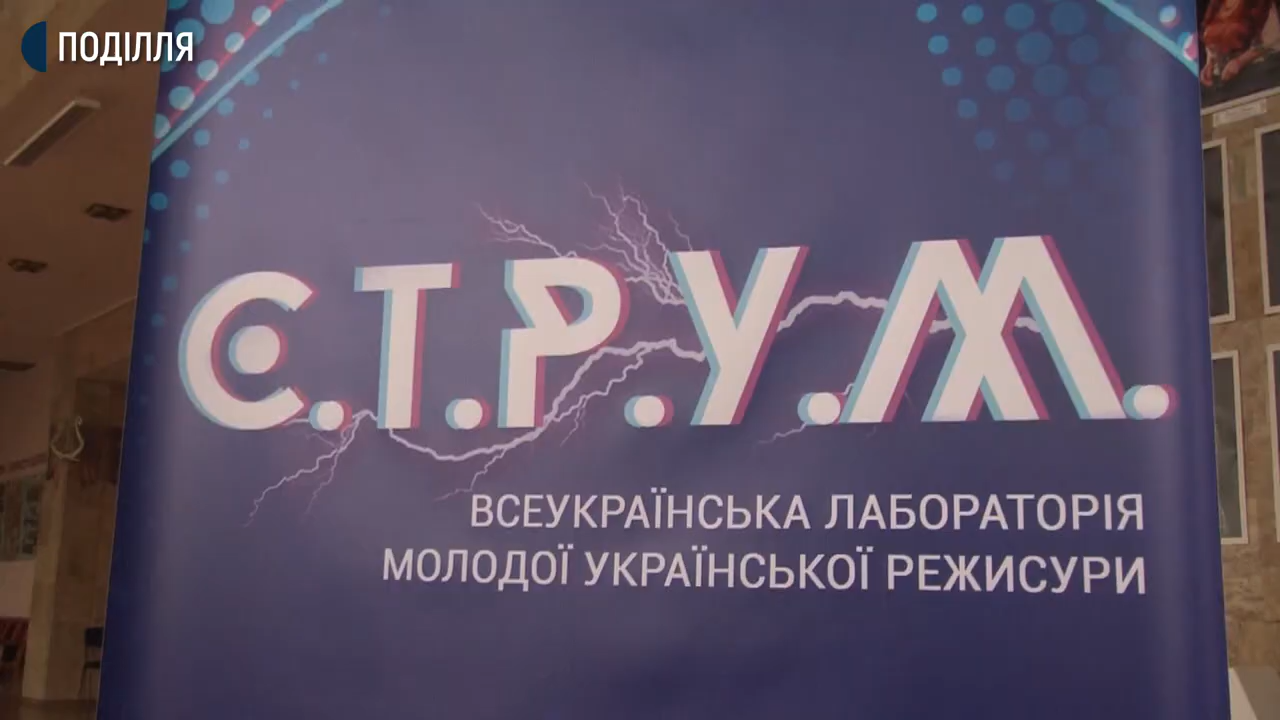 ПОДІЛЛЯ
Є.Т.Р.У.М.
ВСЕУКРАЇНСЬКА ЛАБОРАТОРІЯ
МОЛОДОЇ УКРАЇНСЬКОЇ РЕЖИСУРИ